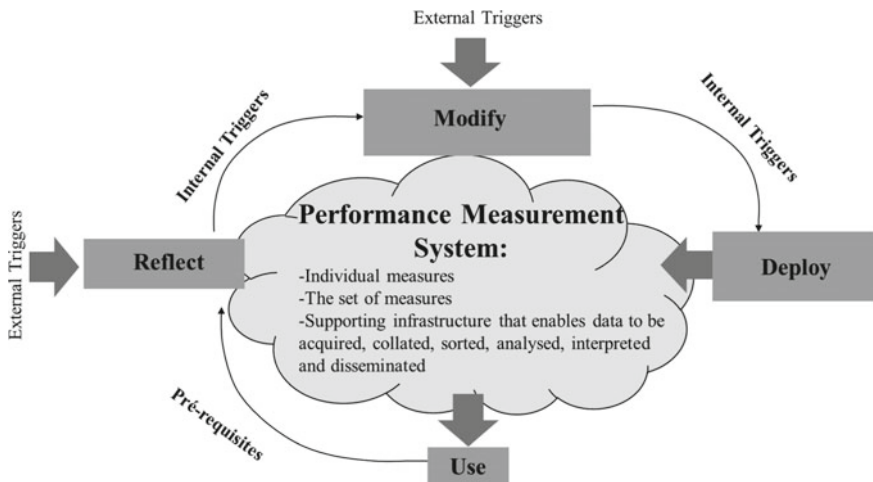 External Triggers
Modify
Internal Triggers
Internal Triggers
Performance Measurement
System:
-Individual measures
-The set of measures
-Supporting infrastructure that enables data to be
acquired, collated, sorted, analysed, interpreted
and disseminated
External Triggers
Reflect
Deploy
Pré-requisites
Use